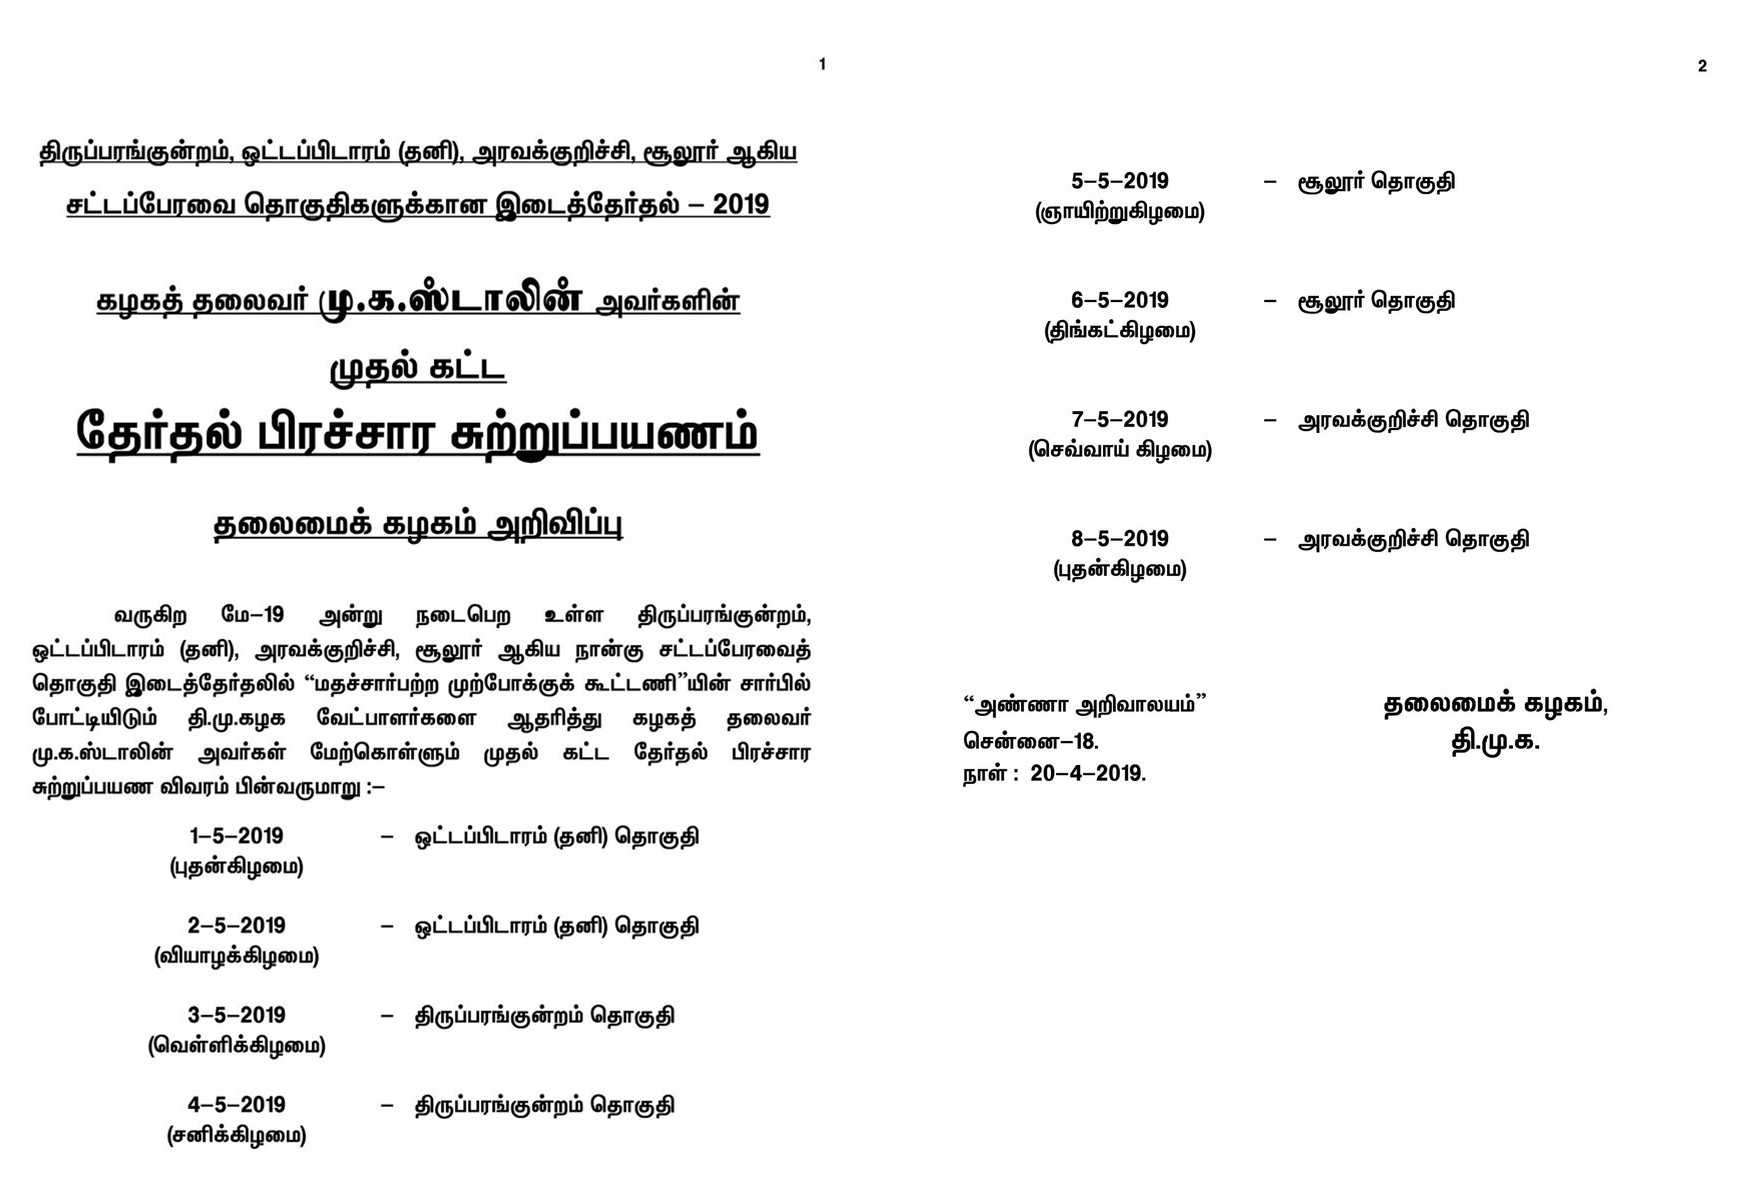 1
திருப்பரங்குன்றம், ஒட்டப்பிடாரம் (தனி), அரவக்குறிச்சி, சூலூர் ஆகிய
சட்டப்பேரவை தொகுதிகளுக்கான இடைத்தேர்தல் – 2019
கழகத் தலைவர் (மு.க.ஸ்டாலின் அவர்களின்
முதல் கட்ட
தேர்தல் பிரச்சார சுற்றுப்பயணம்
தலைமைக் கழகம் அறிவிப்பு
வருகிற மே–19 அன்று நடைபெற உள்ள திருப்பரங்குன்றம்,
ஒட்டப்பிடாரம் (தனி), அரவக்குறிச்சி, சூலூர் ஆகிய நான்கு சட்டப்பேரவைத்
தொகுதி இடைத்தேர்தலில் “மதச்சார்பற்ற முற்போக்குக் கூட்டணி”யின் சார்பில்
போட்டியிடும் தி.மு.கழக வேட்பாளர்களை ஆதரித்து கழகத் தலைவர்
மு.க.ஸ்டாலின் அவர்கள் மேற்கொள்ளும் முதல் கட்ட தேர்தல் பிரச்சார
சுற்றுப்பயண விவரம் பின்வருமாறு :–
1–5–2019 – ஒட்டப்பிடாரம் (தனி) தொகுதி
(புதன்கிழமை)
2–5–2019 – ஒட்டப்பிடாரம் (தனி) தொகுதி
(வியாழக்கிழமை)
3–5–2019 – திருப்பரங்குன்றம் தொகுதி
(வெள்ளிக்கிழமை)
4–5–2019 – திருப்பரங்குன்றம் தொகுதி
(சனிக்கிழமை)
2
5–5–2019 – சூலூர் தொகுதி
(ஞாயிற்றுகிழமை)
6–5–2019 – சூலூர் தொகுதி
(திங்கட்கிழமை)
7–5–2019 – அரவக்குறிச்சி தொகுதி
(செவ்வாய் கிழமை)
8–5–2019 – அரவக்குறிச்சி தொகுதி
(புதன்கிழமை)
“அண்ணா அறிவாலயம்”
சென்னை–18.
நாள் : 20–4–2019.
தலைமைக் கழகம்,
தி.மு.க.